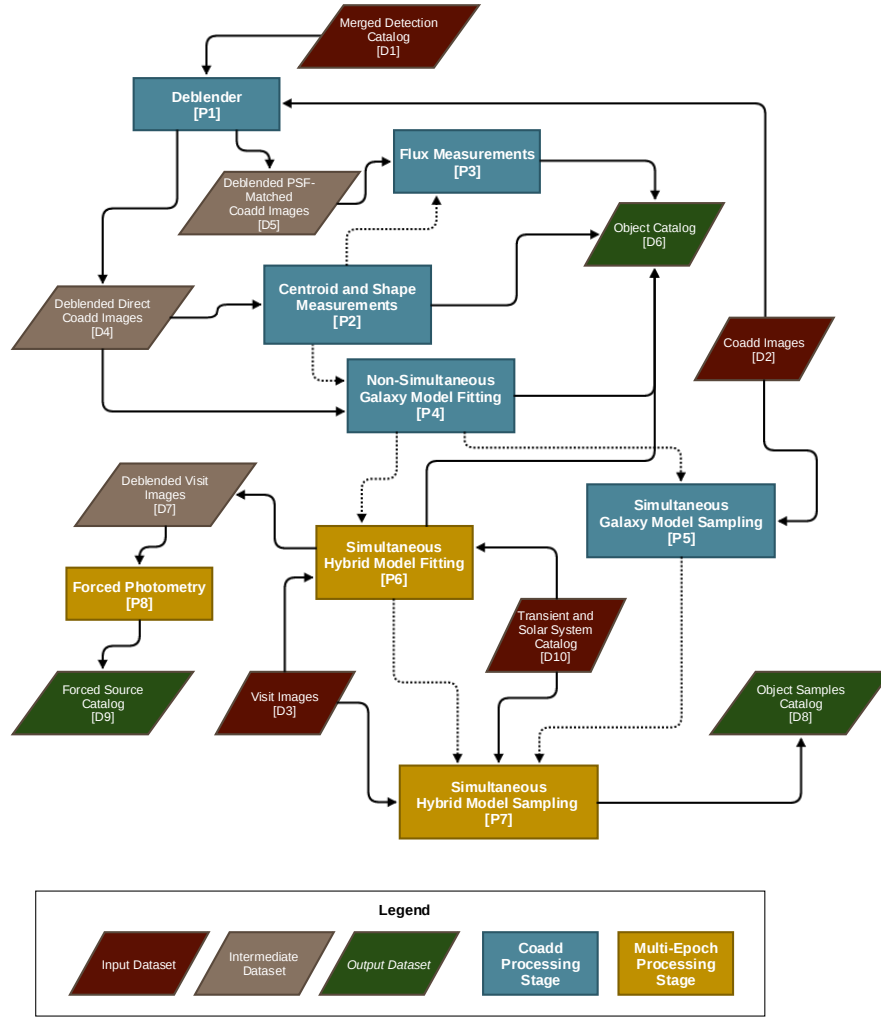 Merged Detection
Catalog
[D1]
Deblender
[P1]
Flux Measurements
[P3]
Deblended PSF-
Matched
Coadd Images
[D5]
Object Catalog
[D6]
Centroid and Shape
Measurements
[P2]
Deblended Direct
Coadd Images
[D4]
Coadd Images
[D2]
Non-Simultaneous
Galaxy Model Fitting
[P4]
Deblended Visit
Images
[D7]
Simultaneous
Galaxy Model Sampling
[P5]
Simultaneous
Hybrid Model Fitting
[P6]
Forced Photometry
[P8]
Transient and
Solar System
Catalog
[D10]
Forced Source
Catalog
[D9]
Visit Images
[D3]
Object Samples
Catalog
[D8]
Simultaneous
Hybrid Model Sampling
[P7]
Legend
Input Dataset
Intermediate
Dataset
Output Dataset
Coadd
Processing
Stage
Multi-Epoch
Processing
Stage